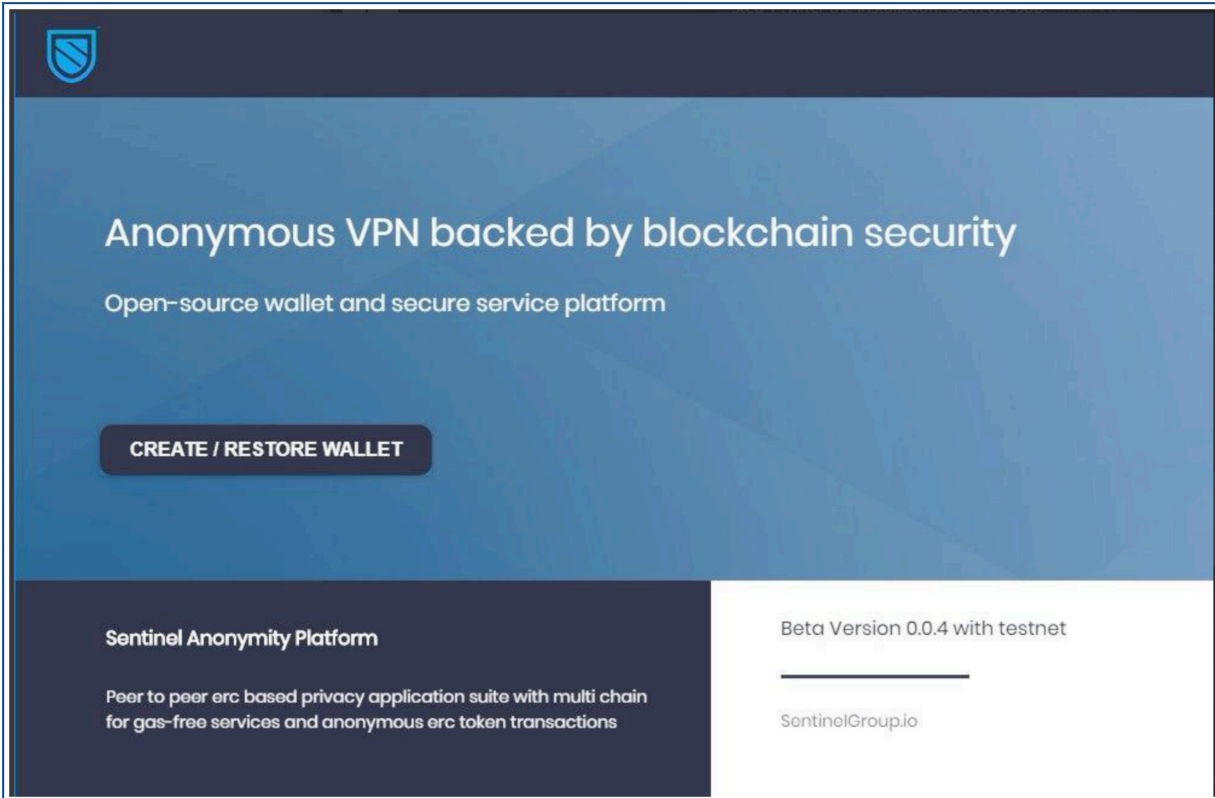 Anonymous VPN backed by blockchain security
Open-source wallet and secure service platform
CREATE / RESTORE WALLET
Sentinel Anonymity Platform
Peer to peer erc based privacy application suite with multi chain
for gas-free services and anonymous erc token transactions
Beta Version 0.0.4 with testnet
SentinelGroup.io